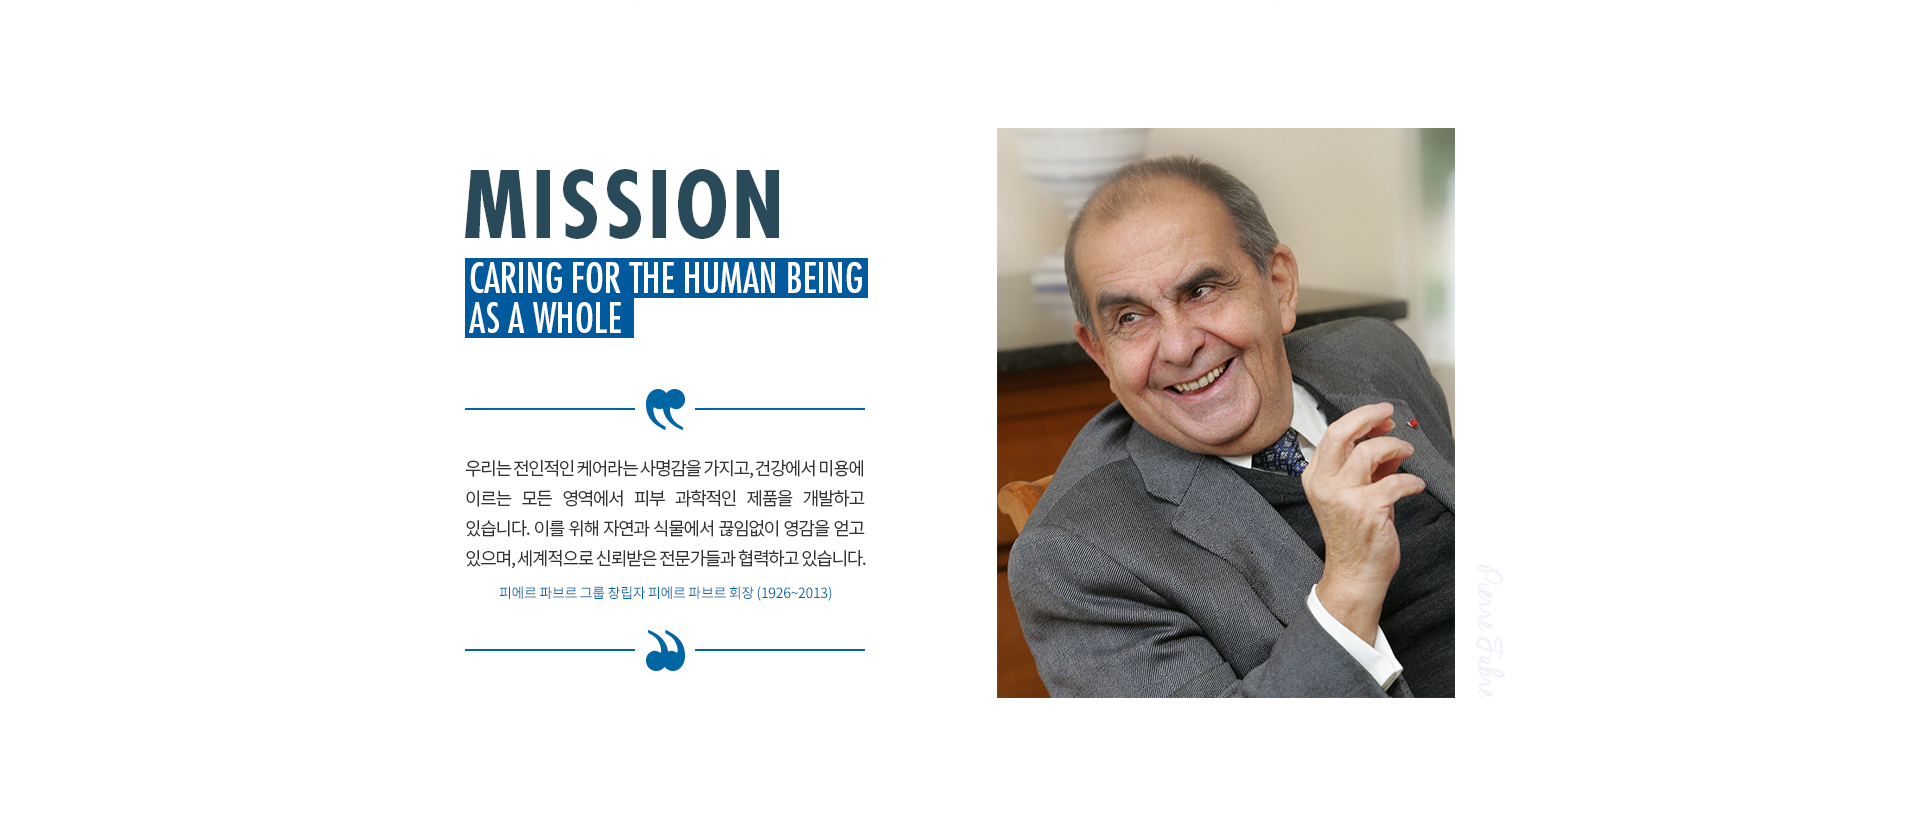 MISSION
CARING FOR THE HUMAN BEING
AS A WHOLE
우리는 전인적인 케어라는 사명감을 가지고, 건강에서 미용에
이르는 모든 영역에서 피부 과학적인 제품을 개발하고
있습니다. 이를 위해 자연과 식물에서 끊임없이 영감을 얻고
있으며, 세계적으로 신뢰받은 전문가들과 협력하고 있습니다.
피에르 파브르 그룹 창립자 피에르 파브르 회장 (1926~2013)
Pierre Fabre